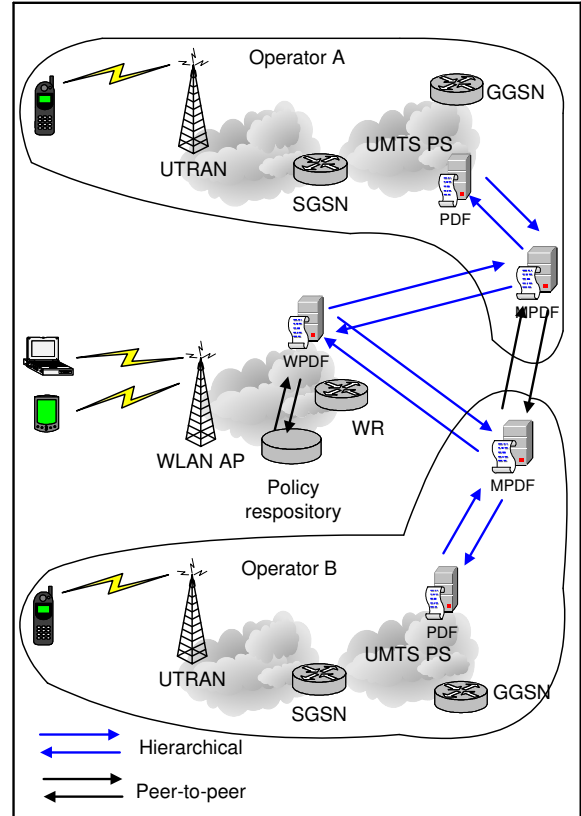 Operator A
GGSN
UTRAN
UMTS PS
SGSN
PDF
MPDF
WPDF
WLAN AP
WR
Policy
respository
MPDF
Operator B
PDF
UTRAN
UMTS PS
SGSN
GGSN
Hierarchical
Peer-to-peer